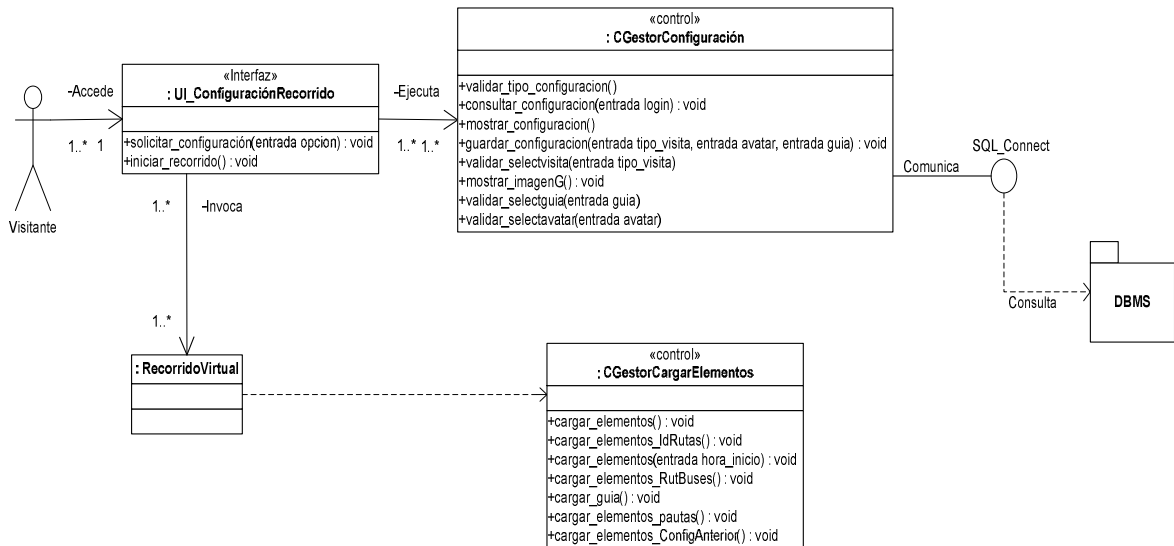 «control»
: CGestorConfiguración
«Interfaz»
: UI_ConfiguraciónRecorrido
-Accede
-Ejecuta
+validar_tipo_configuracion()
+consultar_configuracion(entrada login) : void
+mostrar_configuracion()
+guardar_configuracion(entrada tipo_visita, entrada avatar, entrada guia) : void
+validar_selectvisita(entrada tipo_visita)
+mostrar_imagenG() : void
+validar_selectguia(entrada guia)
+validar_selectavatar(entrada avatar)
+solicitar_configuración(entrada opcion) : void
+iniciar_recorrido() : void
1..* 1
1..* 1..*
SQL_Connect
Comunica
Visitante
1..*
-Invoca
Consulta
DBMS
1..*
: RecorridoVirtual
«control»
: CGestorCargarElementos
+cargar_elementos() : void
+cargar_elementos_IdRutas() : void
+cargar_elementos(entrada hora_inicio) : void
+cargar_elementos_RutBuses() : void
+cargar_guia() : void
+cargar_elementos_pautas() : void
+cargar_elementos_ConfigAnterior() : void